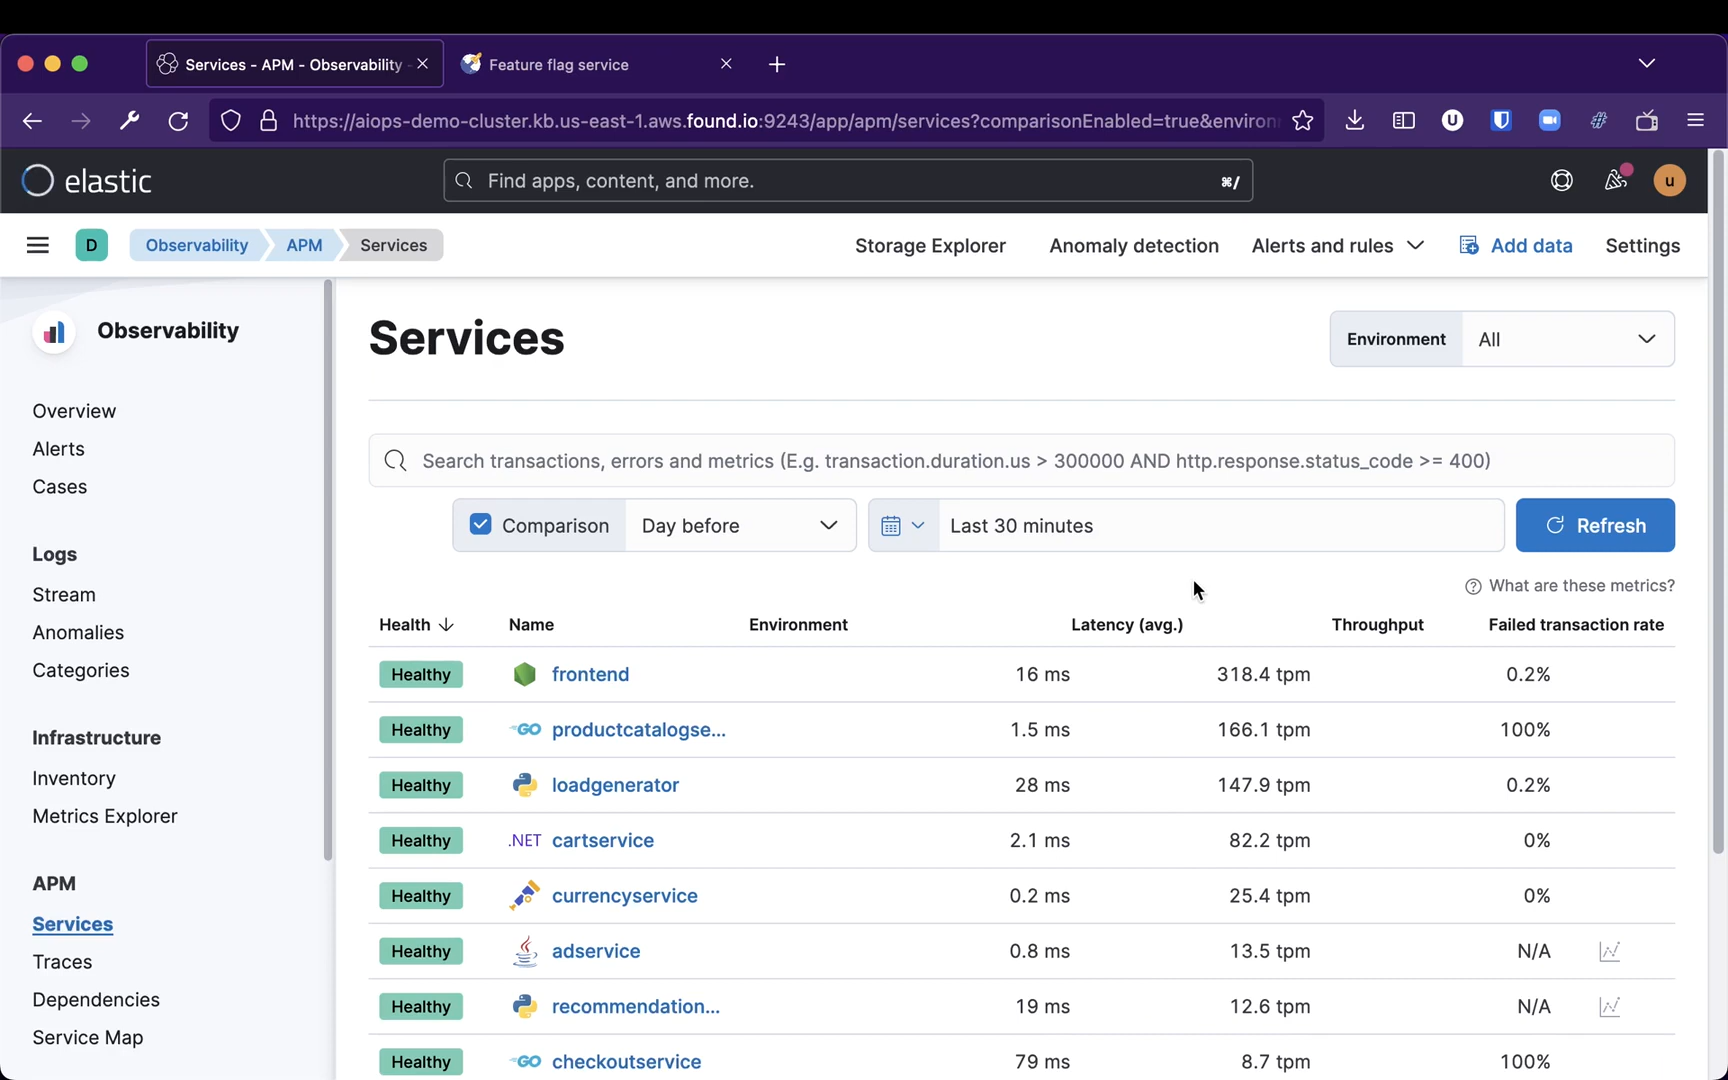 Services - APM - Observability -
Feature flag service
https://aiops-demo-cluster.kb.us-east-1.aws.found.io:9243/app/apm/services?comparisonEnabled=true&environ
elastic
Find apps, content, and more.
⌘/
u
D
Observability
APM
Services
Storage Explorer
Anomaly detection
Alerts and rules
Add data
Settings
Observability
Overview
Alerts
Cases
Logs
Stream
Anomalies
Categories
Infrastructure
Inventory
Metrics Explorer
APM
Services
Traces
Dependencies
Service Map
Services
Environment All
Search transactions, errors and metrics (E.g. transaction.duration.us > 300000 AND http.response.status_code >= 400)
Comparison Day before Last 30 minutes Refresh
What are these metrics?
Health Name Environment Latency (avg.) Throughput Failed transaction rate
Healthy frontend 16 ms 318.4 tpm 0.2%
Healthy GO productcatalogse... 1.5 ms 166.1 tpm 100%
Healthy loadgenerator 28 ms 147.9 tpm 0.2%
Healthy .NET cartservice 2.1 ms 82.2 tpm 0%
Healthy currencyservice 0.2 ms 25.4 tpm 0%
Healthy adservice 0.8 ms 13.5 tpm N/A
Healthy recommendation... 19 ms 12.6 tpm N/A
Healthy GO checkoutservice 79 ms 8.7 tpm 100%